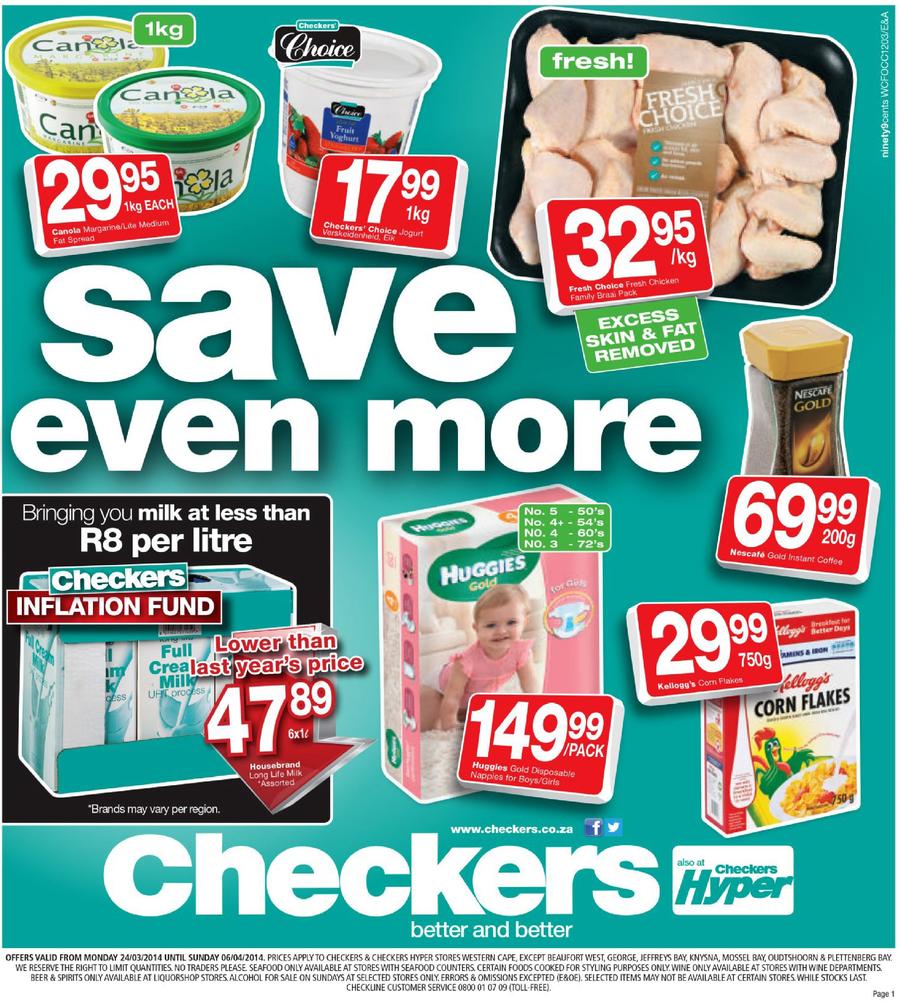 1kg
Canola
MARGARINE
Canola
29.95
1kg EACH
Canola Margarine/Lite Medium
Fat Spread
Checkers'
Choice
Choice
Fruit
Yoghurt
17.99
1kg
Checkers' Choice Jogurt
Verskeidenheid, Elk
fresh!
FRESH
CHOICE
FRESH CHICKEN
32.95
/kg
Fresh Choice Fresh Chicken
Family Braai Pack
EXCESS
SKIN & FAT
REMOVED
ninety9cents WCFOCC1203/E&A
save
even more
NESCAFÉ
GOLD
69.99
200g
Nescafé Gold Instant Coffee
Bringing you milk at less than
R8 per litre
Checkers
INFLATION FUND
Full
Cream
Milk
UHT process
Lower than
last year's price
47.89
6x1ℓ
Housebrand
Long Life Milk
*Assorted
*Brands may vary per region.
No. 5 - 50's
No. 4+ - 54's
NO. 4 - 60's
NO. 3 - 72's
HUGGIES
Gold
HUGGIES
Gold
for Girls
4
149.99
/PACK
Huggies Gold Disposable
Nappies for Boys/Girls
29.99
750g
Kellogg's Corn Flakes
Kellogg's
Breakfast for
Better Days
VITAMINS & IRON
Kellogg's
CORN FLAKES
750 g
www.checkers.co.za
Checkers
better and better
also at
Checkers
Hyper
OFFERS VALID FROM MONDAY 24/03/2014 UNTIL SUNDAY 06/04/2014. PRICES APPLY TO CHECKERS & CHECKERS HYPER STORES WESTERN CAPE, EXCEPT BEAUFORT WEST, GEORGE, JEFFREYS BAY, KNYSNA, MOSSEL BAY, OUDTSHOORN & PLETTENBERG BAY.
WE RESERVE THE RIGHT TO LIMIT QUANTITIES. NO TRADERS PLEASE. SEAFOOD ONLY AVAILABLE AT STORES WITH SEAFOOD COUNTERS. CERTAIN FOODS COOKED FOR STYLING PURPOSES ONLY. WINE ONLY AVAILABLE AT STORES WITH WINE DEPARTMENTS.
BEER & SPIRITS ONLY AVAILABLE AT LIQUORSHOP STORES. ALCOHOL FOR SALE ON SUNDAYS AT SELECTED STORES ONLY. ERRORS & OMISSIONS EXCEPTED (E&OE). SELECTED ITEMS MAY NOT BE AVAILABLE AT CERTAIN STORES. WHILE STOCKS LAST.
CHECKLINE CUSTOMER SERVICE 0800 01 07 09 (TOLL-FREE).
Page 1